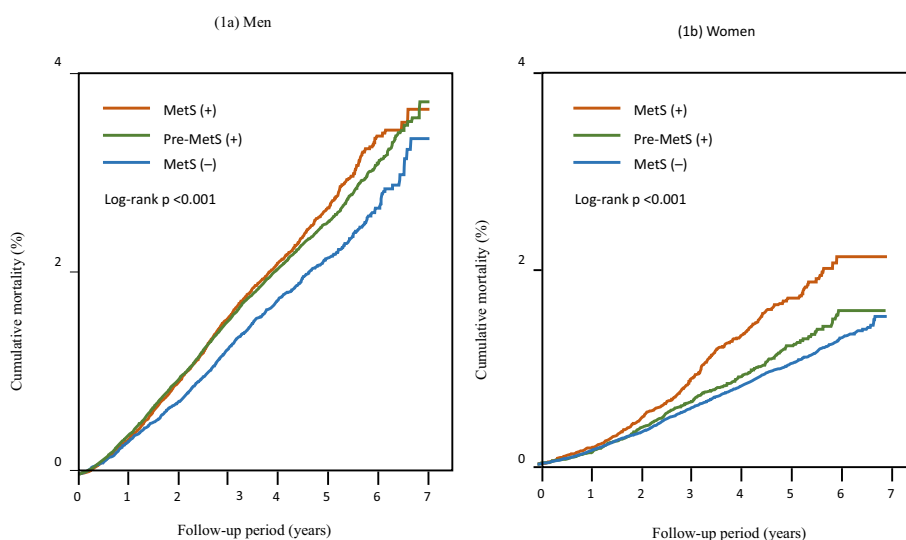 (1a) Men
4
MetS (+)
Pre-MetS (+)
MetS (–)
Log-rank p <0.001
2
0
Cumulative mortality (%)
0 1 2 3 4 5 6 7
Follow-up period (years)
(1b) Women
4
MetS (+)
Pre-MetS (+)
MetS (–)
Log-rank p <0.001
2
0
Cumulative mortality (%)
0 1 2 3 4 5 6 7
Follow-up period (years)